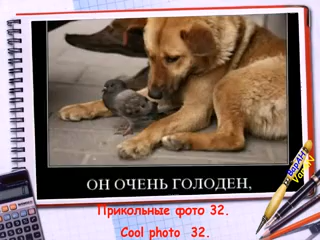 ОН ОЧЕНЬ ГОЛОДЕН,
Прикольные фото 32.
Cool photo 32.